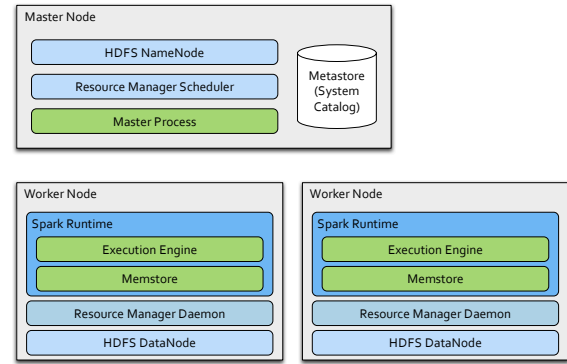 Master Node
HDFS NameNode
Resource Manager Scheduler
Master Process
Metastore
(System
Catalog)
Worker Node
Spark Runtime
Execution Engine
Memstore
Resource Manager Daemon
HDFS DataNode
Worker Node
Spark Runtime
Execution Engine
Memstore
Resource Manager Daemon
HDFS DataNode